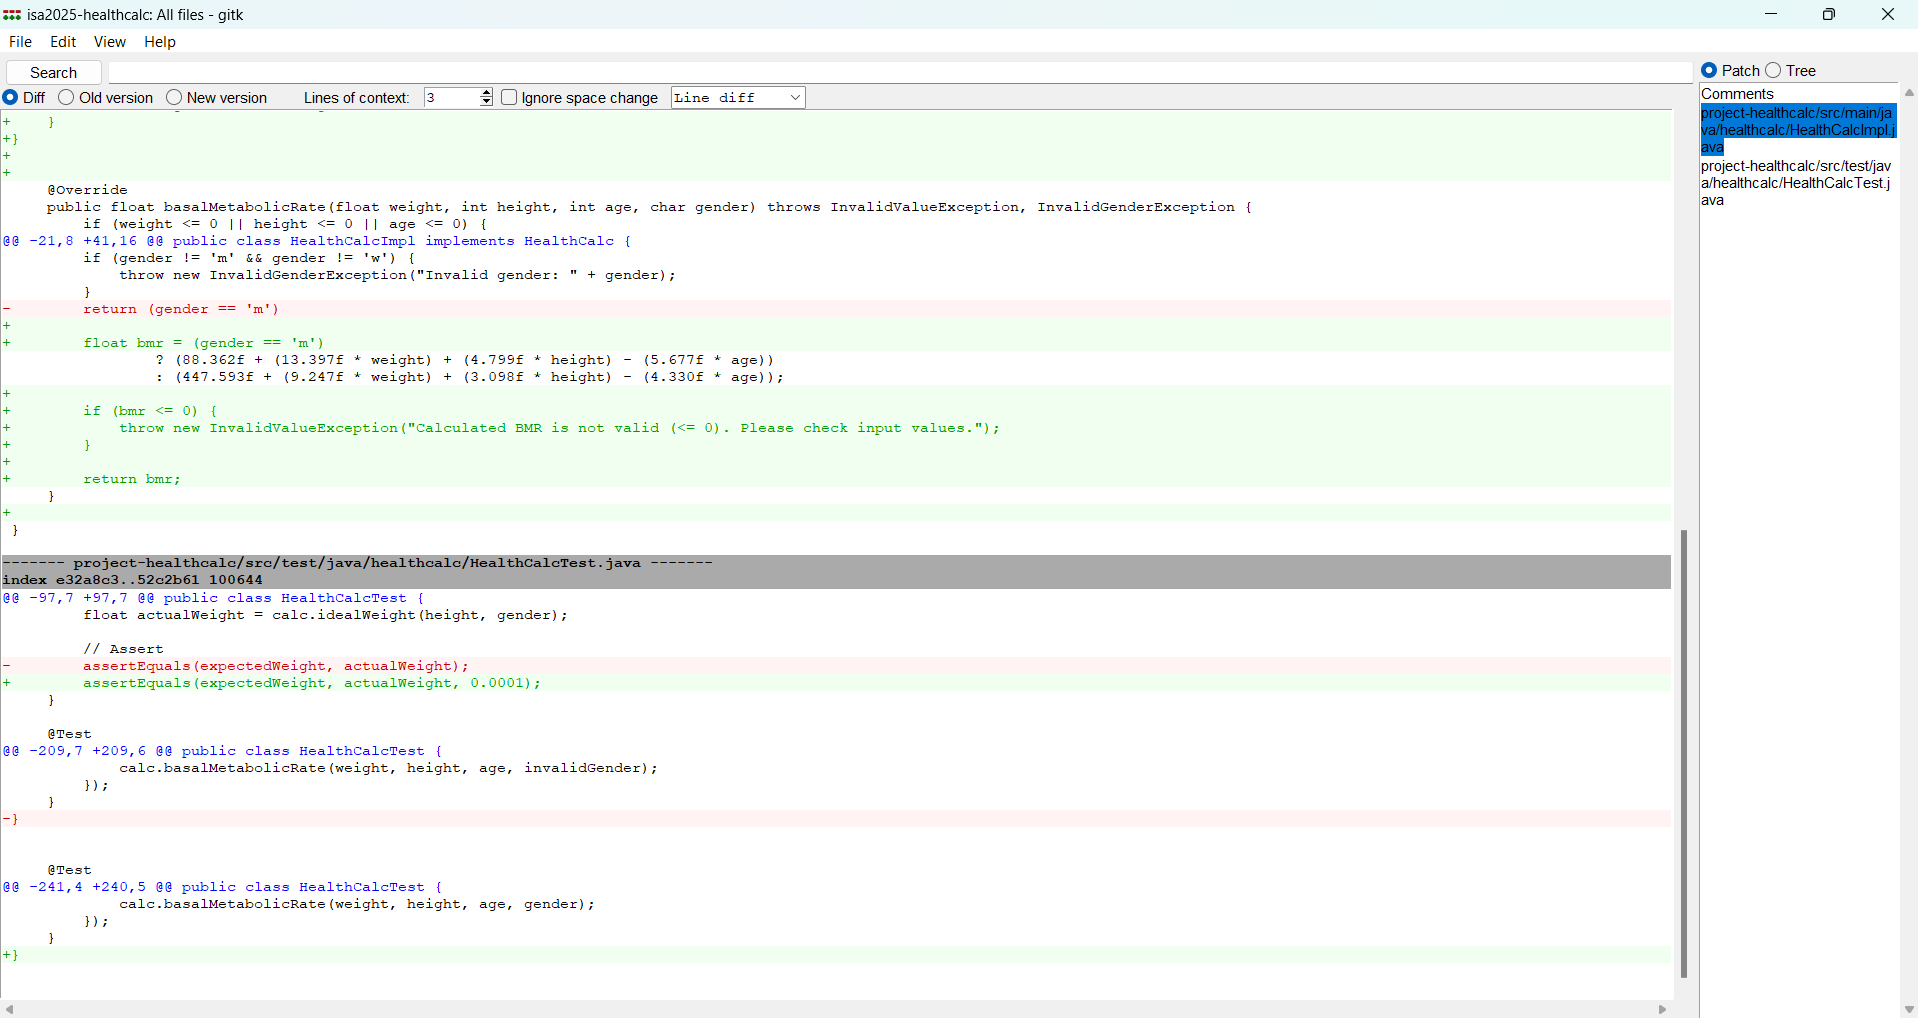 isa2025-healthcalc: All files - gitk
File Edit View Help
Search
Diff Old version New version Lines of context: 3 Ignore space change Line diff
Patch Tree
Comments
project-healthcalc/src/main/ja
va/healthcalc/HealthCalcImpl.j
ava
project-healthcalc/src/test/jav
a/healthcalc/HealthCalcTest.j
ava
+    }
+}
+
+
    @Override
    public float basalMetabolicRate(float weight, int height, int age, char gender) throws InvalidValueException, InvalidGenderException {
        if (weight <= 0 || height <= 0 || age <= 0) {
@@ -21,8 +41,16 @@ public class HealthCalcImpl implements HealthCalc {
        if (gender != 'm' && gender != 'w') {
            throw new InvalidGenderException("Invalid gender: " + gender);
        }
-        return (gender == 'm')
+
+        float bmr = (gender == 'm')
                ? (88.362f + (13.397f * weight) + (4.799f * height) - (5.677f * age))
                : (447.593f + (9.247f * weight) + (3.098f * height) - (4.330f * age));
+
+        if (bmr <= 0) {
+            throw new InvalidValueException("Calculated BMR is not valid (<= 0). Please check input values.");
+        }
+
+        return bmr;
    }
+
}
------- project-healthcalc/src/test/java/healthcalc/HealthCalcTest.java -------
index e32a8c3..52c2b61 100644
@@ -97,7 +97,7 @@ public class HealthCalcTest {
        float actualWeight = calc.idealWeight(height, gender);
        // Assert
-        assertEquals(expectedWeight, actualWeight);
+        assertEquals(expectedWeight, actualWeight, 0.0001);
    }
    @Test
@@ -209,7 +209,6 @@ public class HealthCalcTest {
            calc.basalMetabolicRate(weight, height, age, invalidGender);
        });
    }
-}
    @Test
@@ -241,4 +240,5 @@ public class HealthCalcTest {
            calc.basalMetabolicRate(weight, height, age, gender);
        });
    }
+}